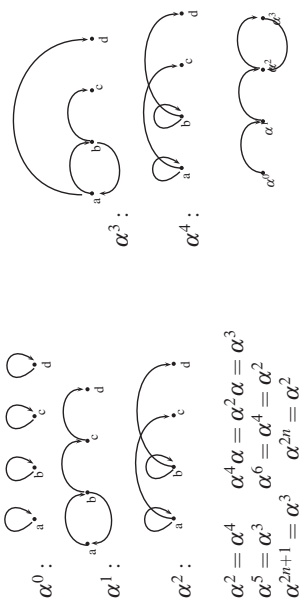 α⁰ :
a b c d
α¹ :
a b c d
α² :
a b c d
α³ :
a b c d
α⁴ :
a b c d
α² = α⁴ α⁴α = α²α = α³
α⁵ = α³ α⁶ = α⁴ = α²
α²ⁿ⁺¹ = α³ α²ⁿ = α²
α⁰ α¹ α² α³